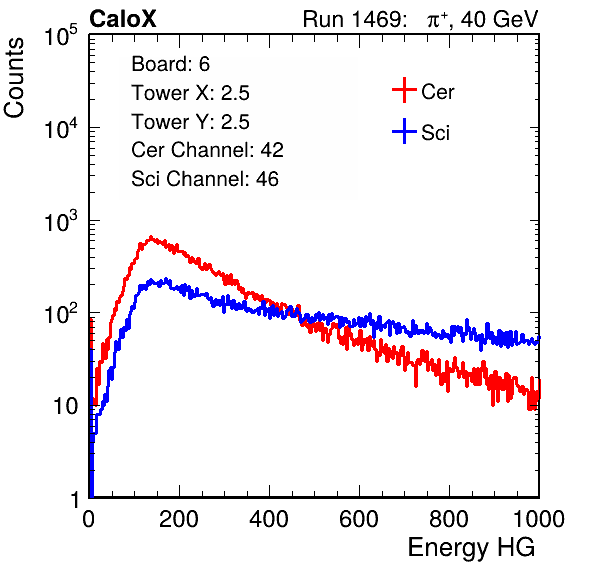 CaloX Run 1469: π⁺, 40 GeV
Counts
Board: 6
Tower X: 2.5
Tower Y: 2.5
Cer Channel: 42
Sci Channel: 46
Cer
Sci
10⁵
10⁴
10³
10²
10
1
0 200 400 600 800 1000
Energy HG